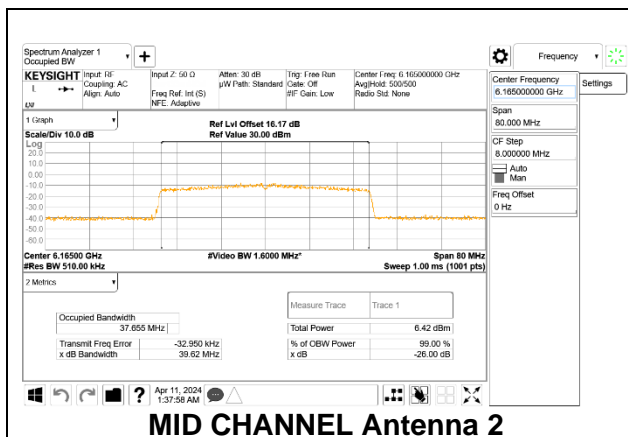 Spectrum Analyzer 1
Occupied BW
Frequency
KEYSIGHT
Input: RF
Coupling: AC
Align: Auto
Input Z: 50 Ω
Freq Ref: Int (S)
NFE: Adaptive
Atten: 30 dB
µW Path: Standard
Trig: Free Run
Gate: Off
#IF Gain: Low
Center Freq: 6.165000000 GHz
Avg|Hold: 500/500
Radio Std: None
Center Frequency
6.165000000 GHz
Settings
Span
80.000 MHz
CF Step
8.000000 MHz
Auto
Man
Freq Offset
0 Hz
1 Graph
Scale/Div 10.0 dB
Ref Lvl Offset 16.17 dB
Ref Value 30.00 dBm
Log
20.0
10.0
0.00
-10.0
-20.0
-30.0
-40.0
-50.0
-60.0
Center 6.16500 GHz
#Video BW 1.6000 MHz*
Span 80 MHz
#Res BW 510.00 kHz
Sweep 1.00 ms (1001 pts)
2 Metrics
Measure Trace
Trace 1
Occupied Bandwidth
37.655 MHz
Total Power
6.42 dBm
Transmit Freq Error
-32.950 kHz
% of OBW Power
99.00 %
x dB Bandwidth
39.62 MHz
x dB
-26.00 dB
Apr 11, 2024
1:37:58 AM
MID CHANNEL Antenna 2